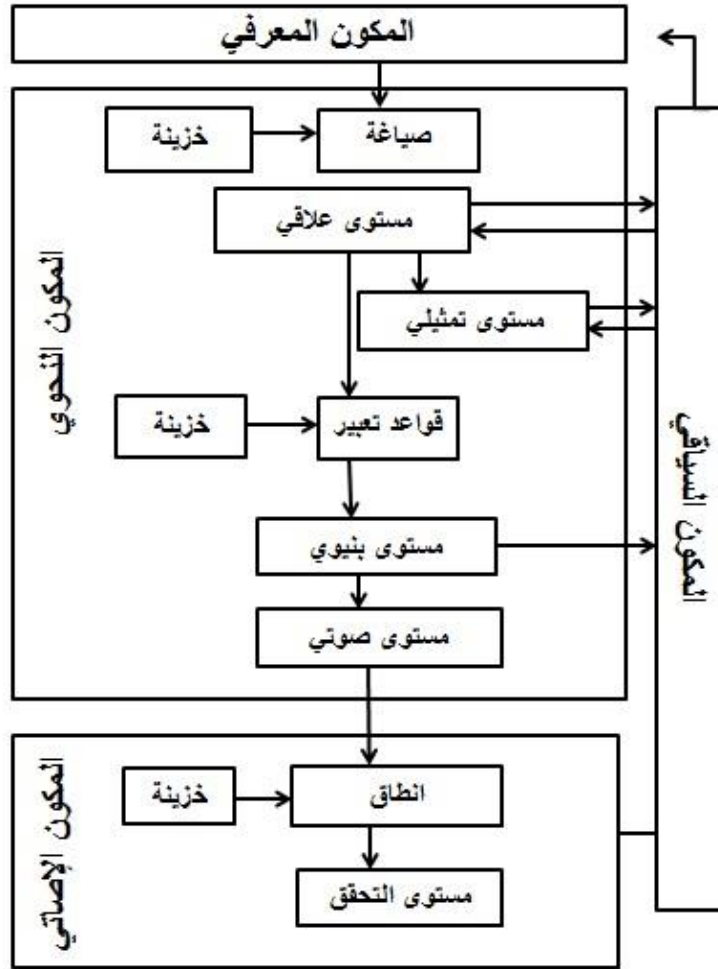 المكون المعرفي
صياغة
خزينة
مستوى علاقي
مستوى تمثيلي
المكون النحوي
قواعد تعبير
خزينة
المكون السياقي
مستوى بنيوي
مستوى صوتي
انطاق
خزينة
المكون الإصاتي
مستوى التحقق